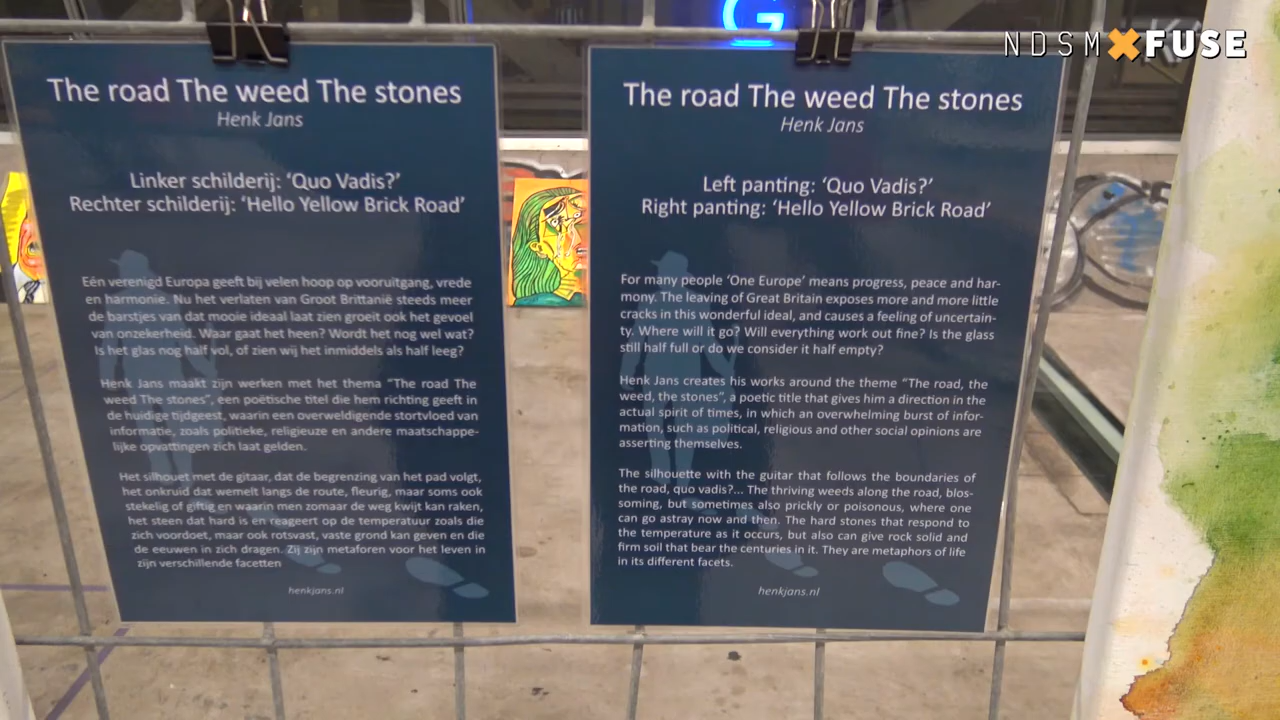 NDSM FUSE
G
The road The weed The stones
Henk Jans
Linker schilderij: ‘Quo Vadis?’
Rechter schilderij: ‘Hello Yellow Brick Road’
Eén verenigd Europa geeft bij velen hoop op vooruitgang, vrede
en harmonie. Nu het verlaten van Groot Brittanië steeds meer
de barstjes van dat mooie ideaal laat zien groeit ook het gevoel
van onzekerheid. Waar gaat het heen? Wordt het nog wel wat?
Is het glas nog half vol, of zien wij het inmiddels als half leeg?
Henk Jans maakt zijn werken met het thema “The road The
weed The stones”, een poëtische titel die hem richting geeft in
de huidige tijdgeest, waarin een overweldigende stortvloed van
informatie, zoals politieke, religieuze en andere maatschappe-
lijke opvattingen zich laat gelden.
Het silhouet met de gitaar, dat de begrenzing van het pad volgt,
het onkruid dat wemelt langs de route, fleurig, maar soms ook
stekelig of giftig en waarin men zomaar de weg kwijt kan raken,
het steen dat hard is en reageert op de temperatuur zoals die
zich voordoet, maar ook rotsvast, vaste grond kan geven en die
de eeuwen in zich dragen. Zij zijn metaforen voor het leven in
zijn verschillende facetten
henkjans.nl
The road The weed The stones
Henk Jans
Left panting: ‘Quo Vadis?’
Right panting: ‘Hello Yellow Brick Road’
For many people ‘One Europe’ means progress, peace and har-
mony. The leaving of Great Britain exposes more and more little
cracks in this wonderful ideal, and causes a feeling of uncertain-
ty. Where will it go? Will everything work out fine? Is the glass
still half full or do we consider it half empty?
Henk Jans creates his works around the theme “The road, the
weed, the stones”, a poetic title that gives him a direction in the
actual spirit of times, in which an overwhelming burst of infor-
mation, such as political, religious and other social opinions are
asserting themselves.
The silhouette with the guitar that follows the boundaries of
the road, quo vadis?... The thriving weeds along the road, blos-
soming, but sometimes also prickly or poisonous, where one
can go astray now and then. The hard stones that respond to
the temperature as it occurs, but also can give rock solid and
firm soil that bear the centuries in it. They are metaphors of life
in its different facets.
henkjans.nl